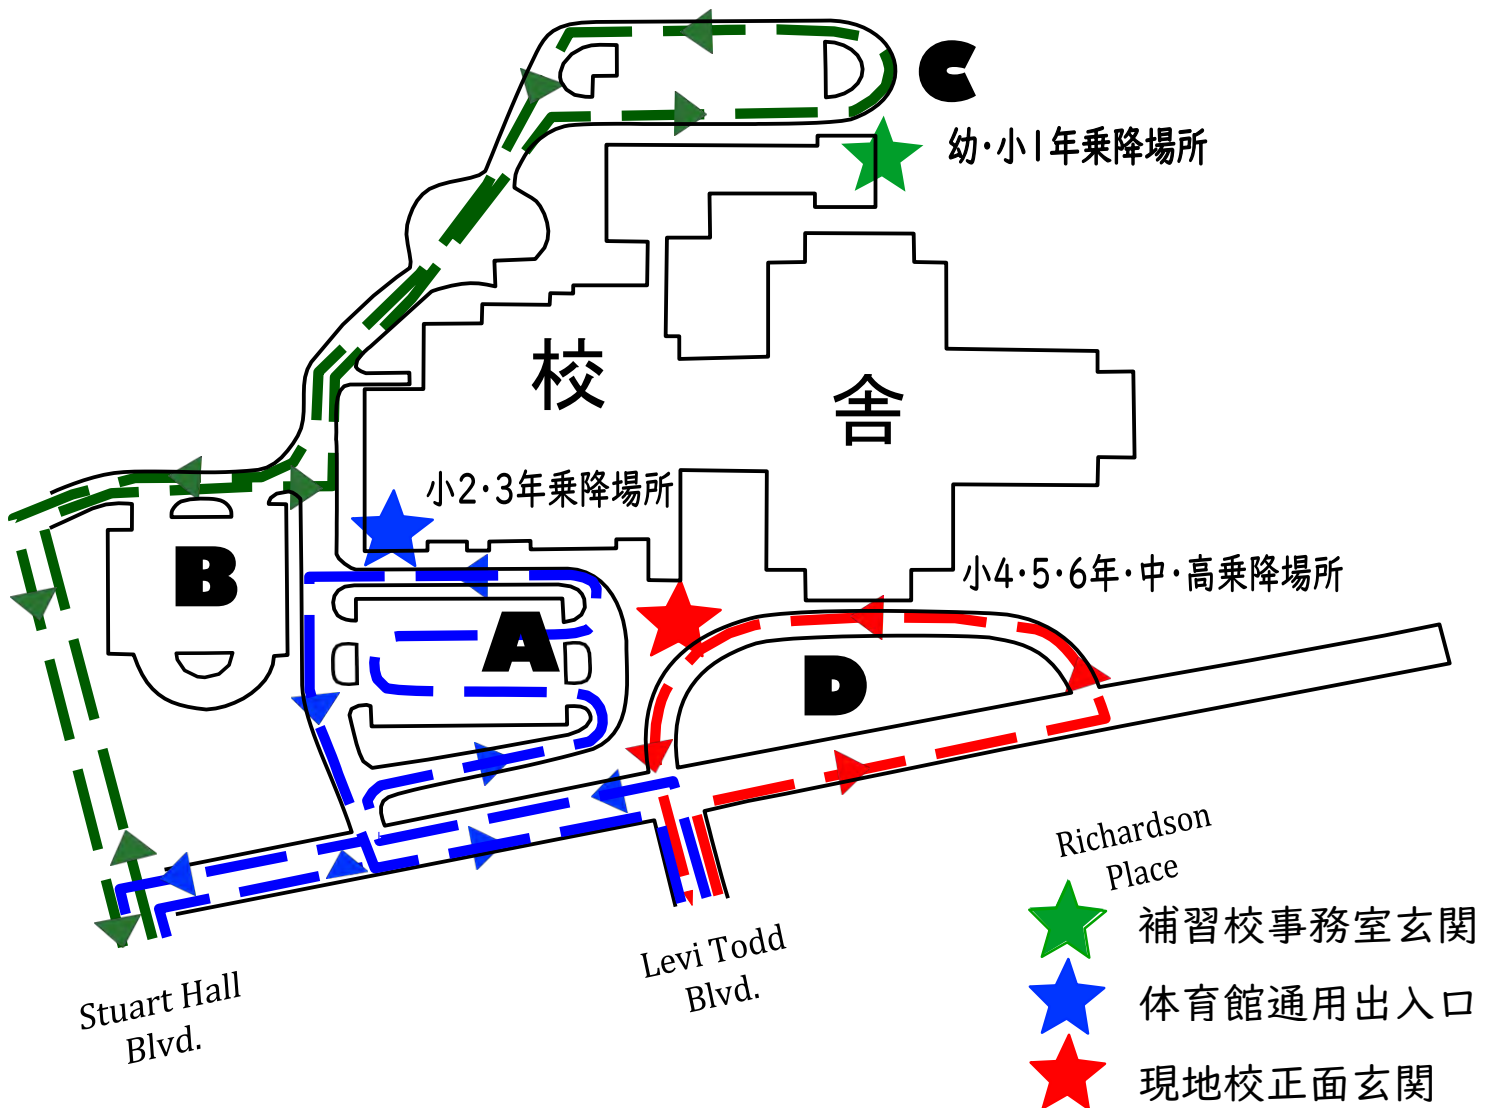 C
幼・小1年乗降場所
校
舎
小2・3年乗降場所
B
小4・5・6年・中・高乗降場所
A
D
Richardson
Place
補習校事務室玄関
Levi Todd
Blvd.
Stuart Hall
Blvd.
体育館通用出入口
現地校正面玄関